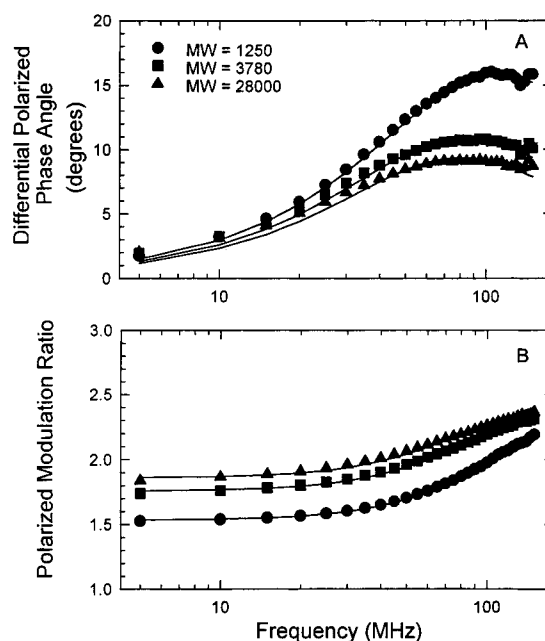 A
MW = 1250
MW = 3780
MW = 28000
Differential Polarized
Phase Angle
(degrees)
20
15
10
5
0
10
100
B
Polarized Modulation Ratio
3.0
2.5
2.0
1.5
1.0
10
100
Frequency (MHz)